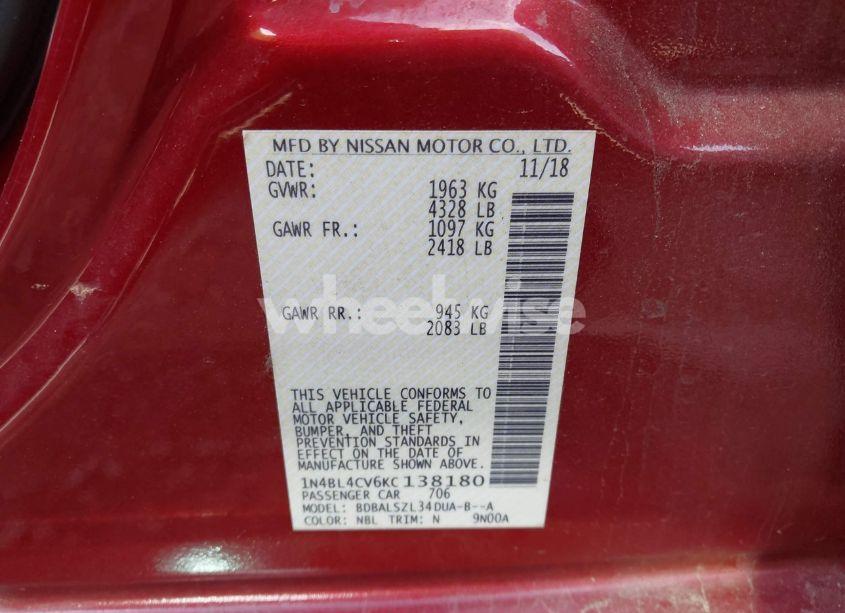 MFD BY NISSAN MOTOR CO., LTD.
DATE: 11/18
GVWR: 1963 KG
4328 LB
GAWR FR.: 1097 KG
2418 LB
wheelwise
GAWR RR.: 945 KG
2083 LB
THIS VEHICLE CONFORMS TO
ALL APPLICABLE FEDERAL
MOTOR VEHICLE SAFETY,
BUMPER, AND THEFT
PREVENTION STANDARDS IN
EFFECT ON THE DATE OF
MANUFACTURE SHOWN ABOVE.
1N4BL4CV6KC138180
PASSENGER CAR 706
MODEL: BDBALSZL34DUA-B--A
COLOR: NBL TRIM: N 9N00A